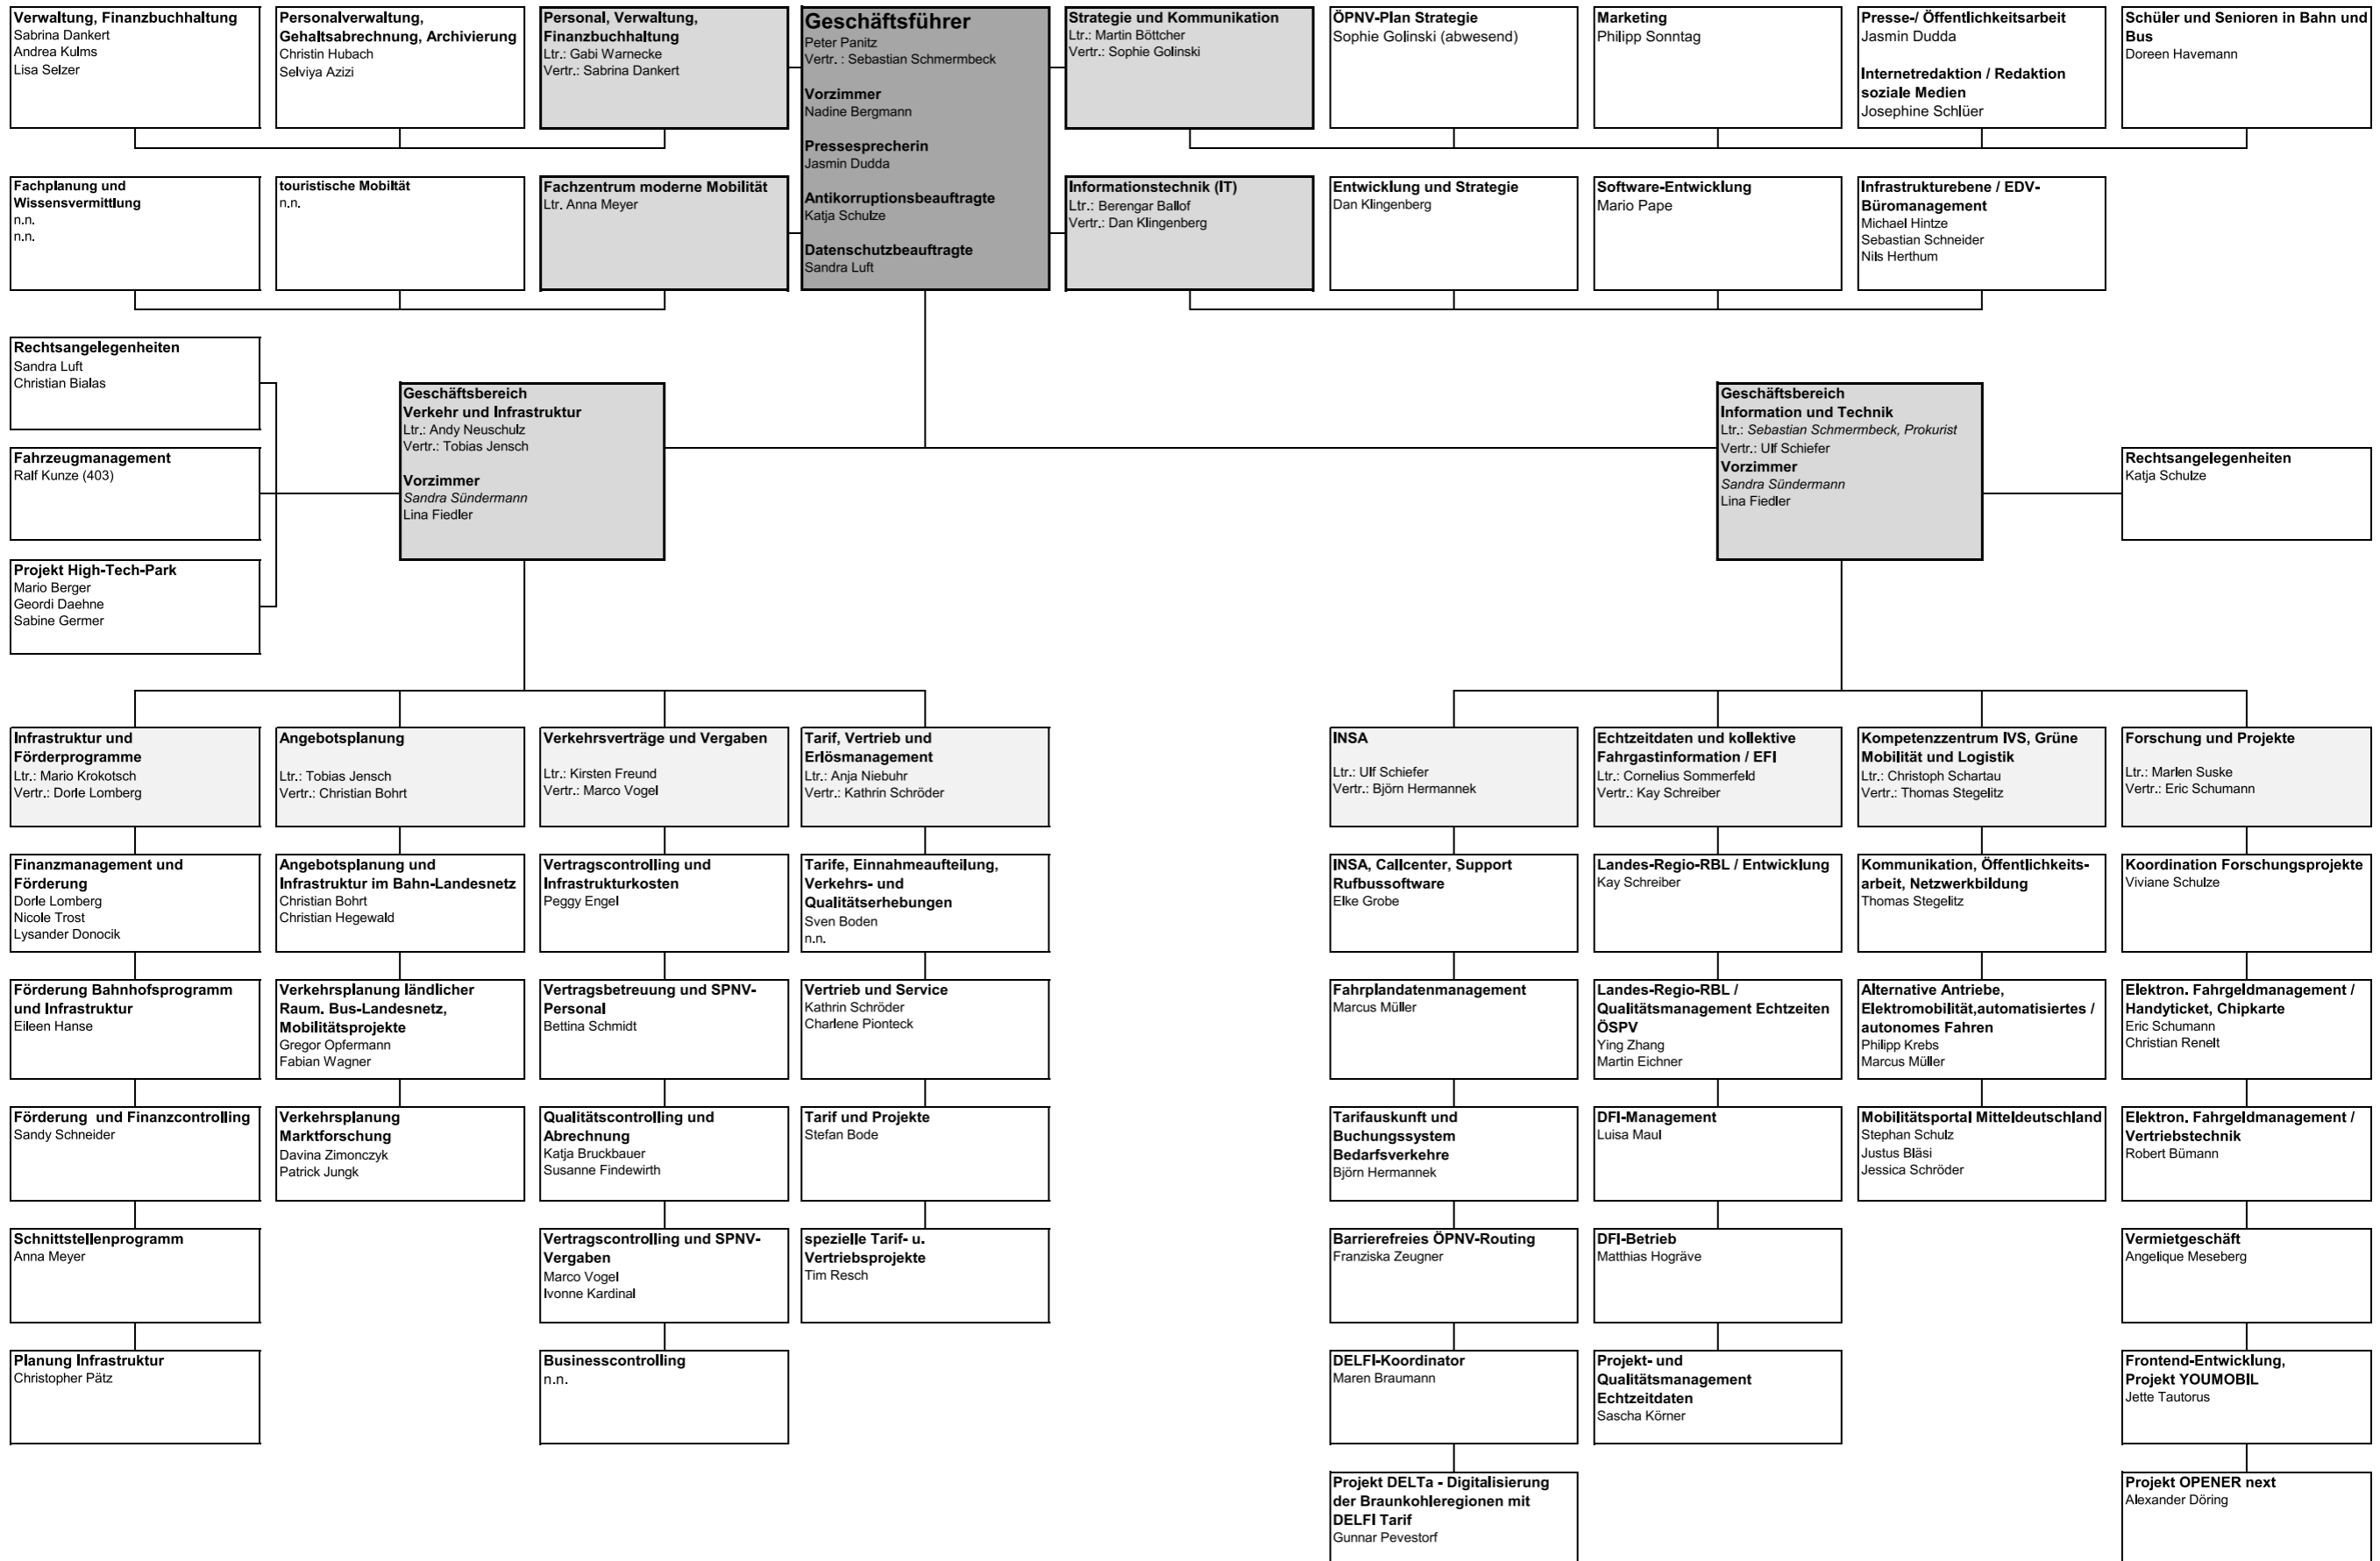 Verwaltung, Finanzbuchhaltung
Sabrina Dankert
Andrea Kulms
Lisa Selzer
Personalverwaltung,
Gehaltsabrechnung, Archivierung
Christin Hubach
Selviya Azizi
Personal, Verwaltung,
Finanzbuchhaltung
Ltr.: Gabi Warnecke
Vertr.: Sabrina Dankert
Geschäftsführer
Peter Panitz
Vertr. : Sebastian Schmermbeck
Vorzimmer
Nadine Bergmann
Pressesprecherin
Jasmin Dudda
Antikorruptionsbeauftragte
Katja Schulze
Datenschutzbeauftragte
Sandra Luft
Strategie und Kommunikation
Ltr.: Martin Böttcher
Vertr.: Sophie Golinski
ÖPNV-Plan Strategie
Sophie Golinski (abwesend)
Marketing
Philipp Sonntag
Presse-/ Öffentlichkeitsarbeit
Jasmin Dudda
Internetredaktion / Redaktion
soziale Medien
Josephine Schlüer
Schüler und Senioren in Bahn und
Bus
Doreen Havemann
Fachplanung und
Wissensvermittlung
n.n.
n.n.
touristische Mobiltät
n.n.
Fachzentrum moderne Mobilität
Ltr. Anna Meyer
Informationstechnik (IT)
Ltr.: Berengar Ballof
Vertr.: Dan Klingenberg
Entwicklung und Strategie
Dan Klingenberg
Software-Entwicklung
Mario Pape
Infrastrukturebene / EDV-
Büromanagement
Michael Hintze
Sebastian Schneider
Nils Herthum
Rechtsangelegenheiten
Sandra Luft
Christian Bialas
Fahrzeugmanagement
Ralf Kunze (403)
Projekt High-Tech-Park
Mario Berger
Geordi Daehne
Sabine Germer
Geschäftsbereich
Verkehr und Infrastruktur
Ltr.: Andy Neuschulz
Vertr.: Tobias Jensch
Vorzimmer
Sandra Sündermann
Lina Fiedler
Geschäftsbereich
Information und Technik
Ltr.: Sebastian Schmermbeck, Prokurist
Vertr.: Ulf Schiefer
Vorzimmer
Sandra Sündermann
Lina Fiedler
Rechtsangelegenheiten
Katja Schulze
Infrastruktur und
Förderprogramme
Ltr.: Mario Krokotsch
Vertr.: Dorle Lomberg
Finanzmanagement und
Förderung
Dorle Lomberg
Nicole Trost
Lysander Donocik
Förderung Bahnhofsprogramm
und Infrastruktur
Eileen Hanse
Förderung  und Finanzcontrolling
Sandy Schneider
Schnittstellenprogramm
Anna Meyer
Planung Infrastruktur
Christopher Pätz
Angebotsplanung
Ltr.: Tobias Jensch
Vertr.: Christian Bohrt
Angebotsplanung und
Infrastruktur im Bahn-Landesnetz
Christian Bohrt
Christian Hegewald
Verkehrsplanung ländlicher
Raum. Bus-Landesnetz,
Mobilitätsprojekte
Gregor Opfermann
Fabian Wagner
Verkehrsplanung
Marktforschung
Davina Zimonczyk
Patrick Jungk
Verkehrsverträge und Vergaben
Ltr.: Kirsten Freund
Vertr.: Marco Vogel
Vertragscontrolling und
Infrastrukturkosten
Peggy Engel
Vertragsbetreuung und SPNV-
Personal
Bettina Schmidt
Qualitätscontrolling und
Abrechnung
Katja Bruckbauer
Susanne Findewirth
Vertragscontrolling und SPNV-
Vergaben
Marco Vogel
Ivonne Kardinal
Businesscontrolling
n.n.
Tarif, Vertrieb und
Erlösmanagement
Ltr.: Anja Niebuhr
Vertr.: Kathrin Schröder
Tarife, Einnahmeaufteilung,
Verkehrs- und
Qualitätserhebungen
Sven Boden
n.n.
Vertrieb und Service
Kathrin Schröder
Charlene Pionteck
Tarif und Projekte
Stefan Bode
spezielle Tarif- u.
Vertriebsprojekte
Tim Resch
INSA
Ltr.: Ulf Schiefer
Vertr.: Björn Hermannek
INSA, Callcenter, Support
Rufbussoftware
Elke Grobe
Fahrplandatenmanagement
Marcus Müller
Tarifauskunft und
Buchungssystem
Bedarfsverkehre
Björn Hermannek
Barrierefreies ÖPNV-Routing
Franziska Zeugner
DELFI-Koordinator
Maren Braumann
Projekt DELTa - Digitalisierung
der Braunkohleregionen mit
DELFI Tarif
Gunnar Pevestorf
Echtzeitdaten und kollektive
Fahrgastinformation / EFI
Ltr.: Cornelius Sommerfeld
Vertr.: Kay Schreiber
Landes-Regio-RBL / Entwicklung
Kay Schreiber
Landes-Regio-RBL /
Qualitätsmanagement Echtzeiten
ÖSPV
Ying Zhang
Martin Eichner
DFI-Management
Luisa Maul
DFI-Betrieb
Matthias Hogräve
Projekt- und
Qualitätsmanagement
Echtzeitdaten
Sascha Körner
Kompetenzzentrum IVS, Grüne
Mobilität und Logistik
Ltr.: Christoph Schartau
Vertr.: Thomas Stegelitz
Kommunikation, Öffentlichkeits-
arbeit, Netzwerkbildung
Thomas Stegelitz
Alternative Antriebe,
Elektromobilität,automatisiertes /
autonomes Fahren
Philipp Krebs
Marcus Müller
Mobilitätsportal Mitteldeutschland
Stephan Schulz
Justus Bläsi
Jessica Schröder
Forschung und Projekte
Ltr.: Marlen Suske
Vertr.: Eric Schumann
Koordination Forschungsprojekte
Viviane Schulze
Elektron. Fahrgeldmanagement /
Handyticket, Chipkarte
Eric Schumann
Christian Renelt
Elektron. Fahrgeldmanagement /
Vertriebstechnik
Robert Bümann
Vermietgeschäft
Angelique Meseberg
Frontend-Entwicklung,
Projekt YOUMOBIL
Jette Tautorus
Projekt OPENER next
Alexander Döring